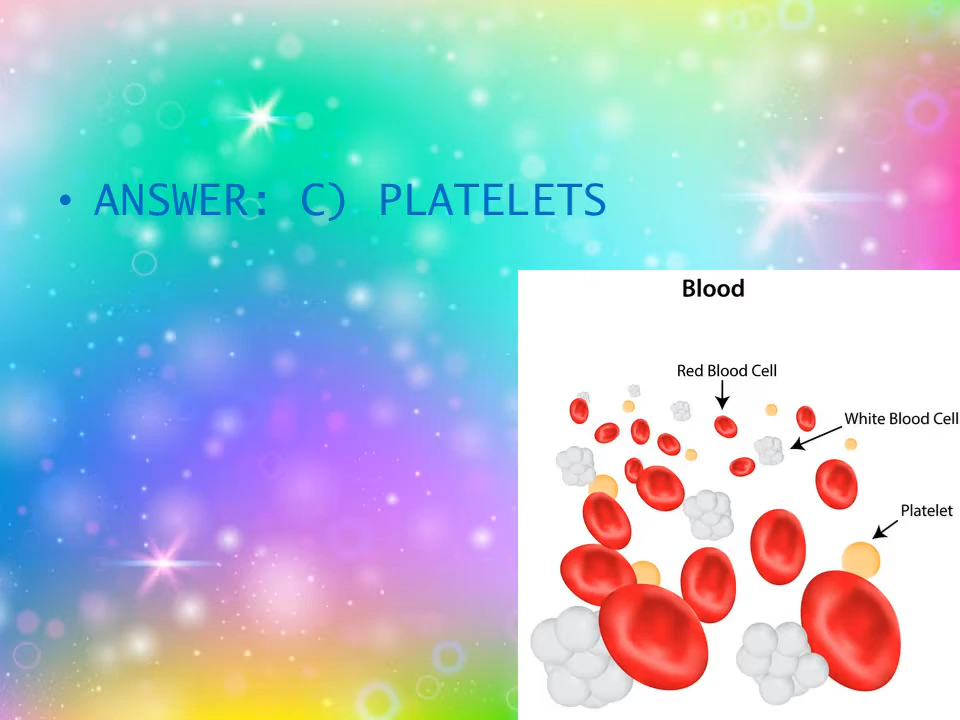 • ANSWER: C) PLATELETS
Blood
Red Blood Cell
White Blood Cell
Platelet